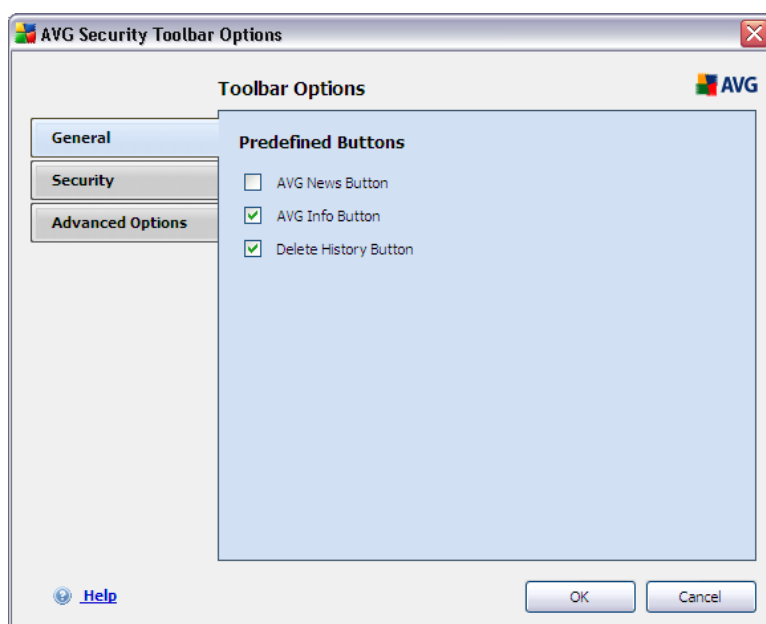 AVG Security Toolbar Options
Toolbar Options
AVG
General
Security
Advanced Options
Predefined Buttons
AVG News Button
AVG Info Button
Delete History Button
Help
OK
Cancel